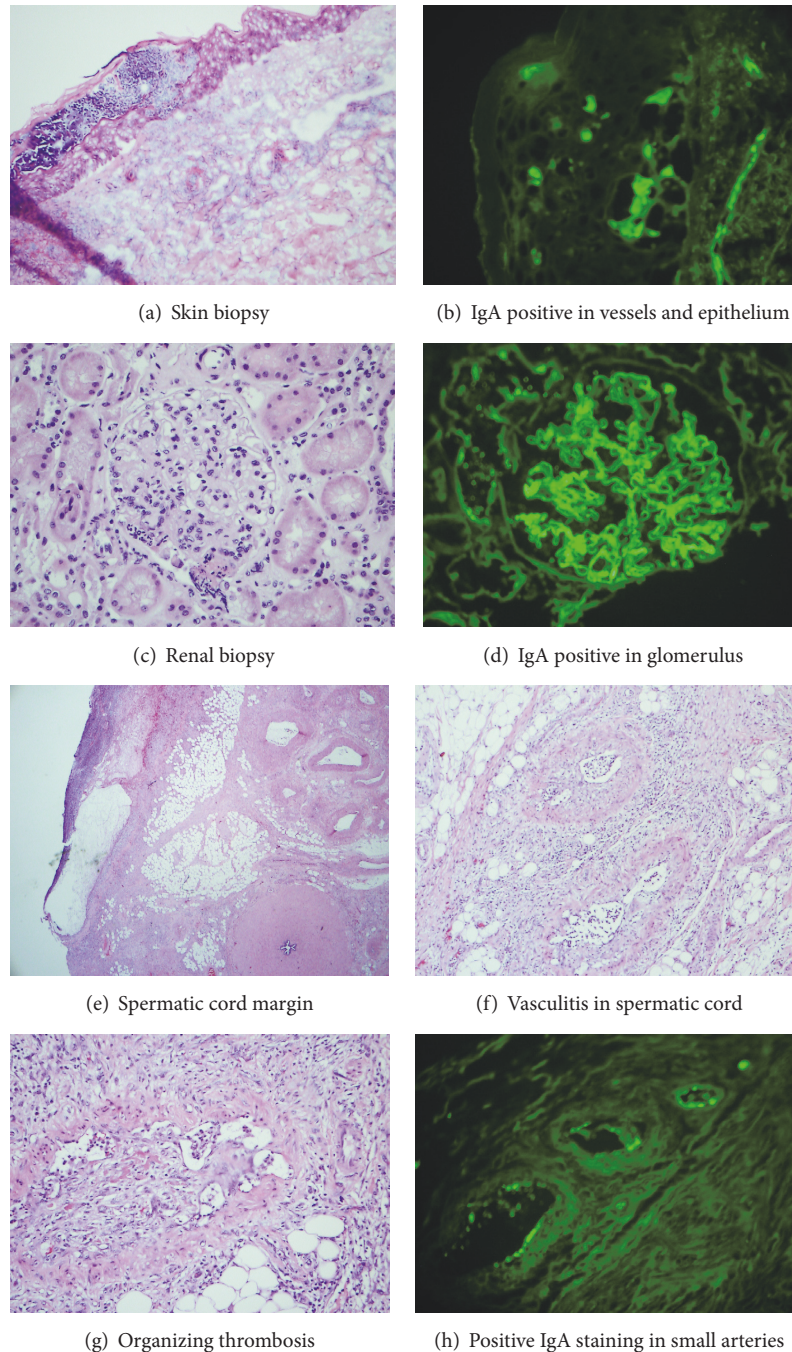 (a) Skin biopsy
(b) IgA positive in vessels and epithelium
(c) Renal biopsy
(d) IgA positive in glomerulus
(e) Spermatic cord margin
(f) Vasculitis in spermatic cord
(g) Organizing thrombosis
(h) Positive IgA staining in small arteries